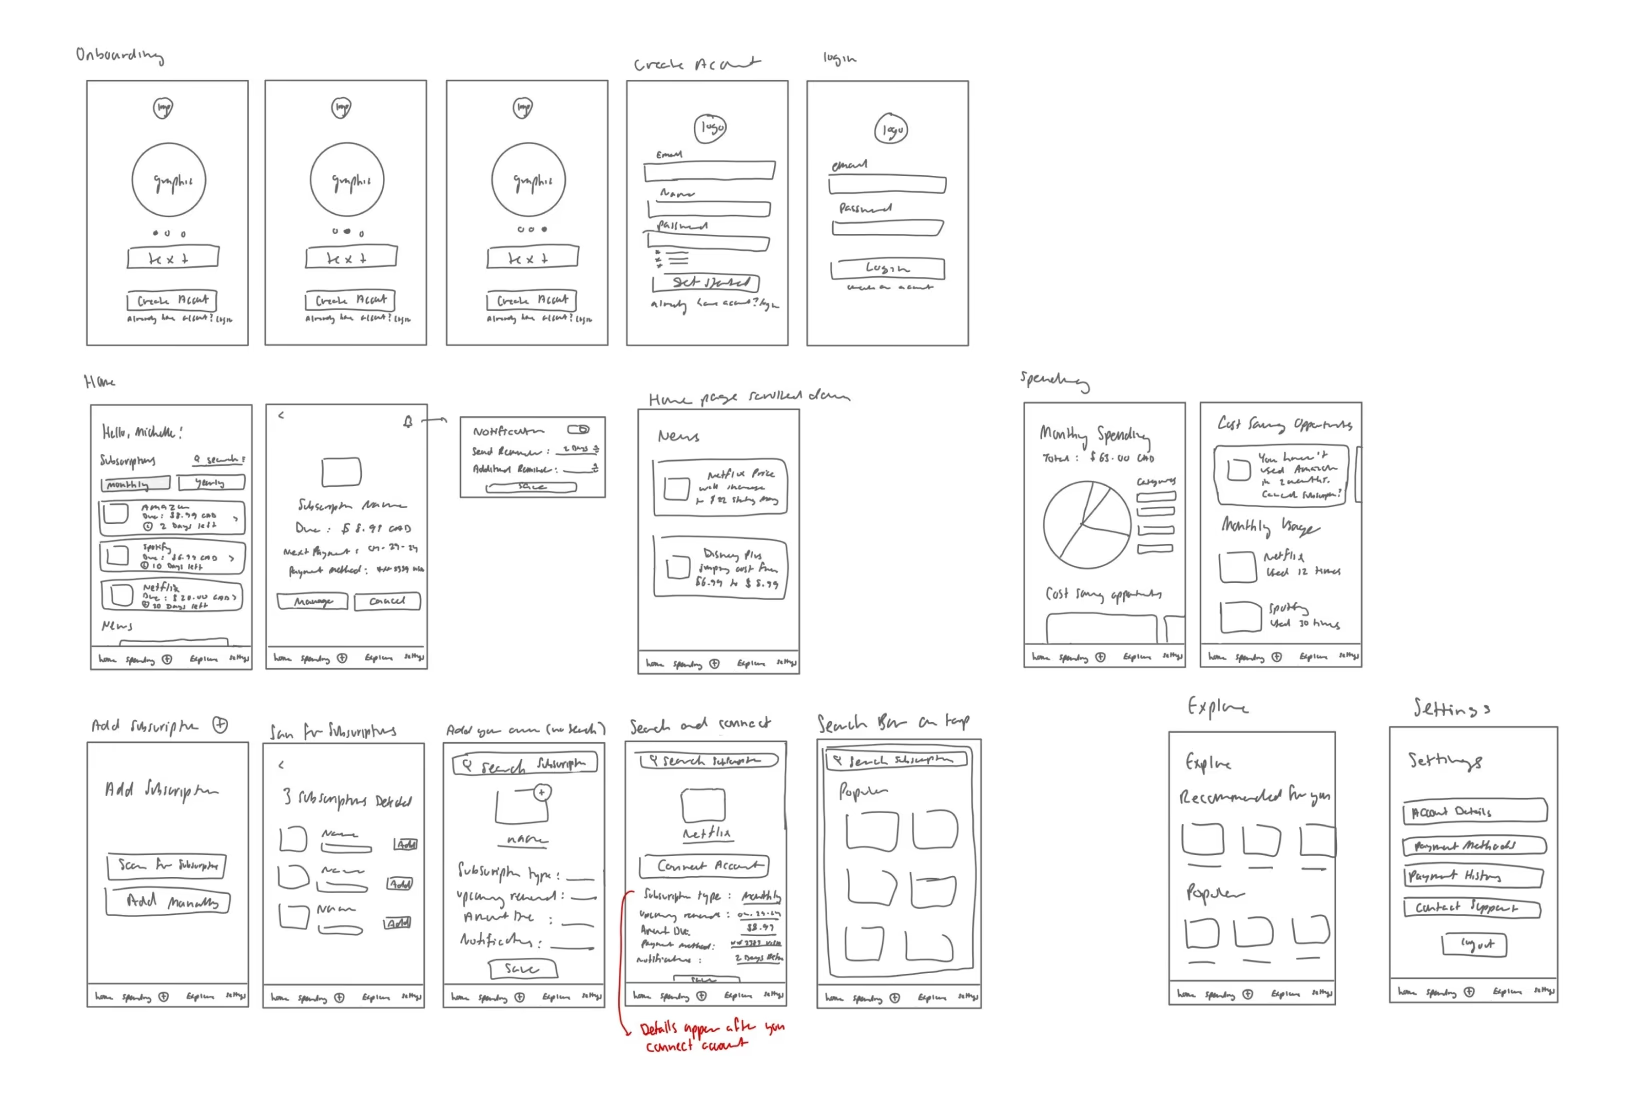 Onboarding
logo
graphic
text
Create Account
Already have account? Login
logo
graphic
text
Create Account
Already have account? Login
logo
graphic
text
Create Account
Already have account? Login
Create Account
logo
Email
Name
Password
Get started
Already have account? login
login
logo
email
Password
Login
create an account
Home
Hello, Michelle!
Subscriptions
search
monthly
Yearly
Amazon
Due: $8.99 CAD
2 Days left
>
Spotify
Due: $6.99 CAD
10 Days left
>
Netflix
Due: $20.00 CAD
30 Days left
>
News
home spending + Explore settings
<
Subscription Name
Due: $8.99 CAD
Next Payment: 04-29-24
Payment method:
Manage
Cancel
home spending + Explore settings
Notification
Send Reminder: 2 Days
Additional Reminder:
Save
Home page scrolled down
News
Netflix Price
will increase
to $22 starting May
Disney Plus
jumping cost from
$6.99 to $8.99
home spending + Explore settings
Spending
Monthly Spending
Total: $65.00 CAD
Categories
Cost saving opportunities
home spending + Explore settings
Cost Saving Opportunities
You haven't
used Amazon
in 2 months.
Cancel subscription?
Monthly Usage
Netflix
Used 12 times
Spotify
Used 30 times
home spending + Explore settings
Add Subscription +
Add Subscription
Scan for Subscription
Add Manually
home spending + Explore settings
Scan for Subscriptions
<
3 Subscriptions Detected
Name
Add
Name
Add
Name
Add
home spending + Explore settings
Add your own (no search)
Search Subscription
+
name
Subscription type:
Upcoming renewal:
Amount Due:
Notification:
Save
home spending + Explore settings
Search and connect
Search Subscription
Netflix
Connect Account
Subscription type: Monthly
Upcoming renewal: 04-29-24
Amount Due: $8.99
Payment method:
notifications: 2 Days Before
Save
home spending + Explore settings
Details appear after you
connect account
Search Bar on tap
Search Subscription
Popular
home spending + Explore settings
Explore
Explore
Recommended for you
Popular
home spending + Explore settings
Settings
Settings
Account Details
Payment Methods
Payment History
Contact Support
logout
home spending + Explore settings